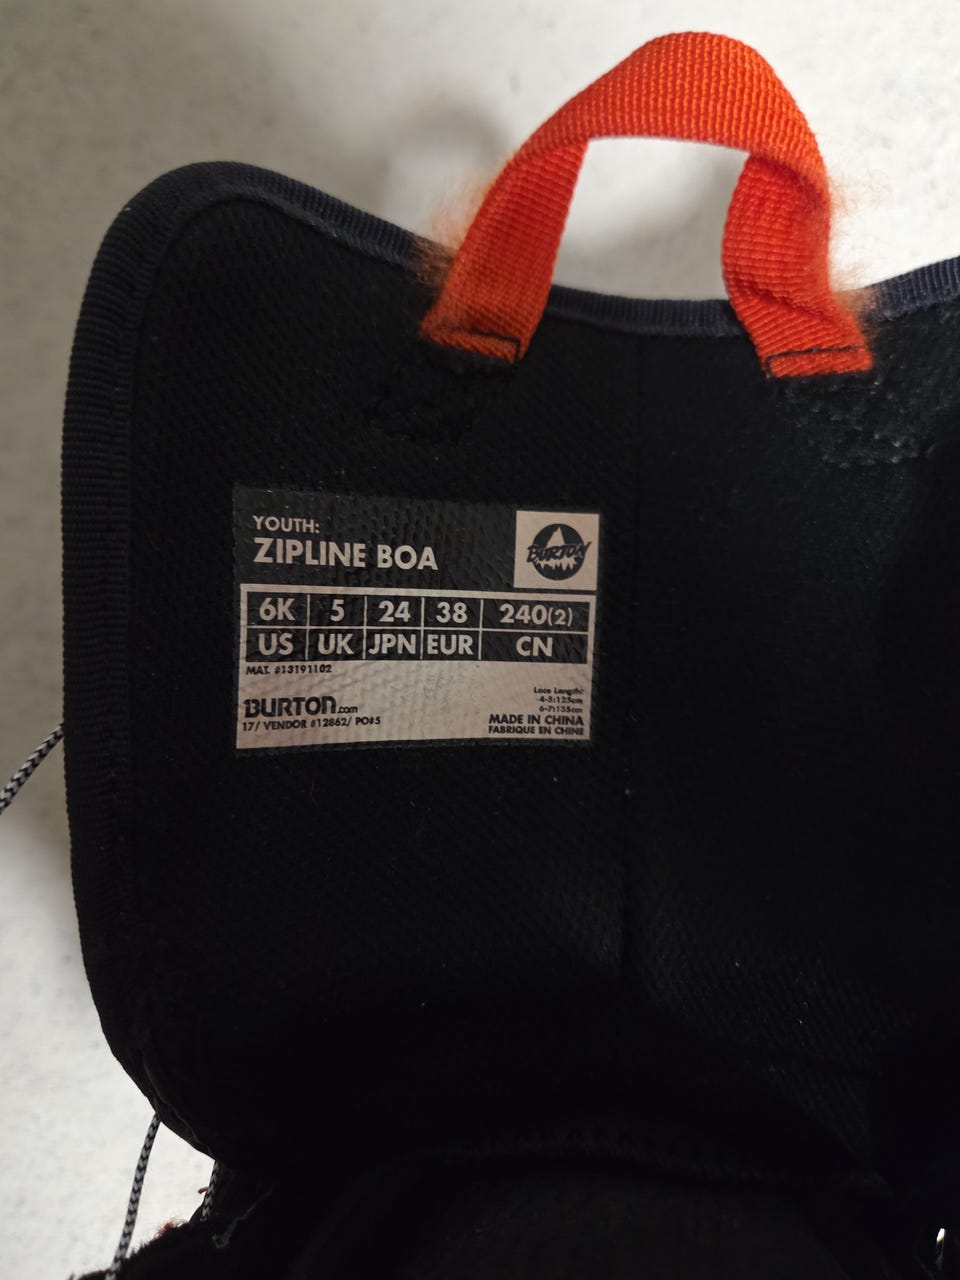 YOUTH:
ZIPLINE BOA
BURTON
6K 5 24 38 240(2)
US UK JPN EUR CN
MAT. #13191102
BURTON.com
17/ VENDOR #12862/ PO#5
Lace Length:
4-5:125cm
6-7:135cm
MADE IN CHINA
FABRIQUE EN CHINE